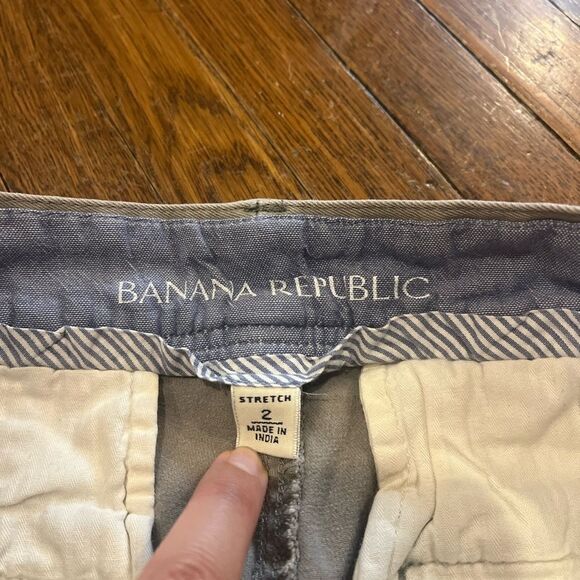 BANANA REPUBLIC
STRETCH
2
MADE IN
INDIA